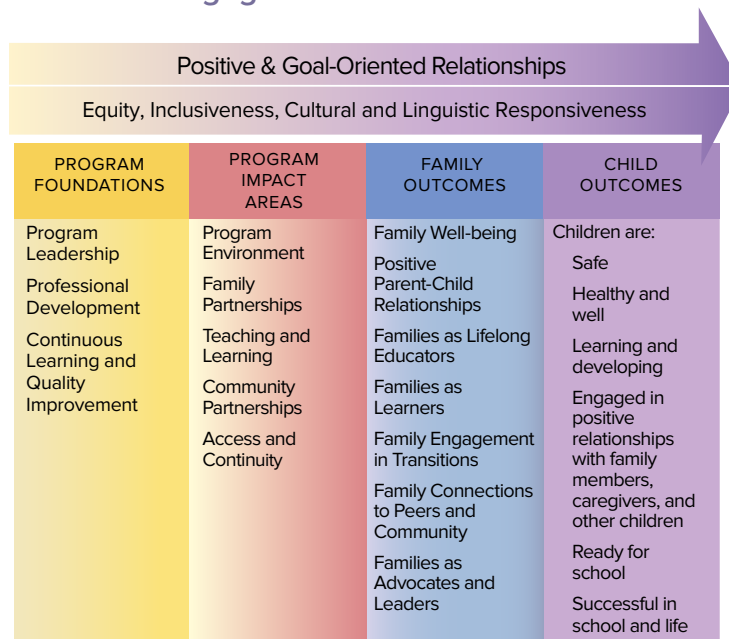 Positive & Goal-Oriented Relationships
Equity, Inclusiveness, Cultural and Linguistic Responsiveness
PROGRAM
FOUNDATIONS
Program
Leadership
Professional
Development
Continuous
Learning and
Quality
Improvement
PROGRAM
IMPACT
AREAS
Program
Environment
Family
Partnerships
Teaching and
Learning
Community
Partnerships
Access and
Continuity
FAMILY
OUTCOMES
Family Well-being
Positive
Parent-Child
Relationships
Families as Lifelong
Educators
Families as
Learners
Family Engagement
in Transitions
Family Connections
to Peers and
Community
Families as
Advocates and
Leaders
CHILD
OUTCOMES
Children are:
Safe
Healthy and
well
Learning and
developing
Engaged in
positive
relationships
with family
members,
caregivers, and
other children
Ready for
school
Successful in
school and life